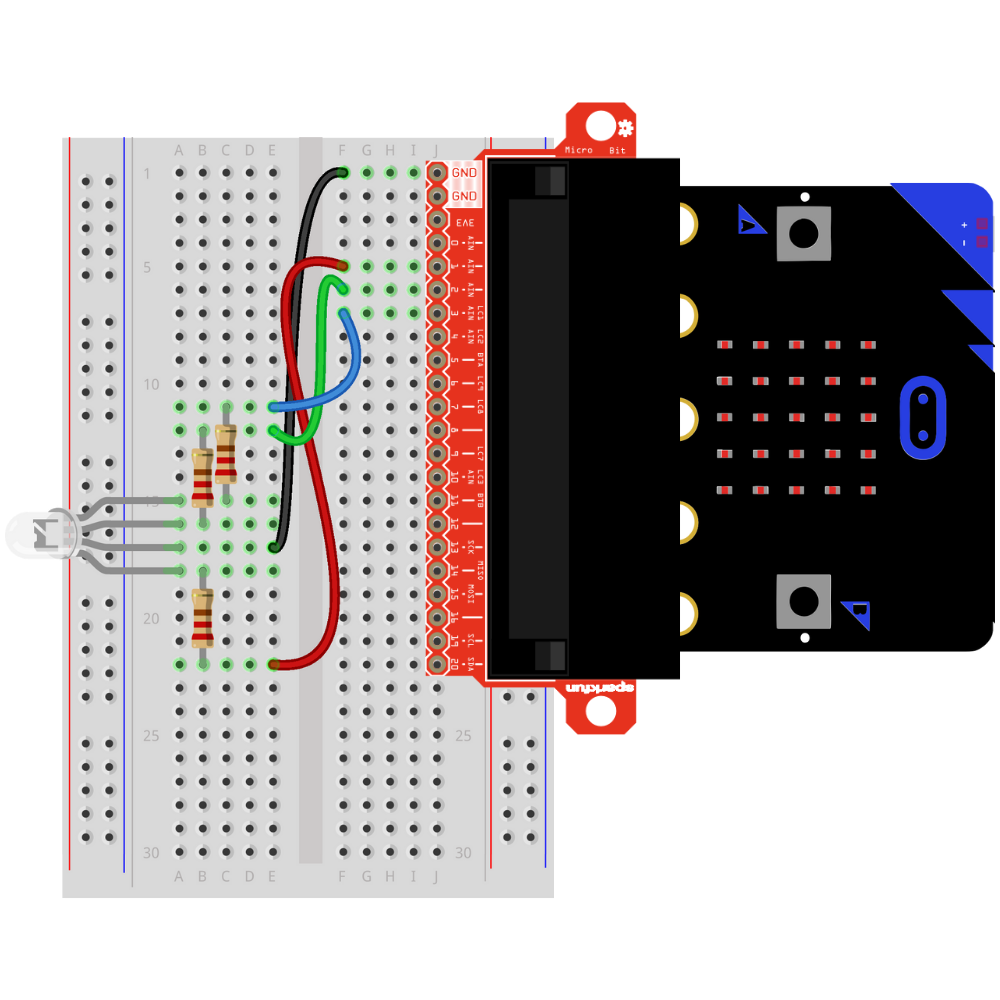 Micro Bit
A B C D E F G H I J
1
GND
GND
3V3
0 AIN
5
1 AIN
2 AIN
3 AIN LC1
4 AIN LC2
5 BTA
10
6
7
8
9 LC7
10 AIN LC3
15
11 BTB
12
13 SCK
14 MISO
15 MOSI
20
16
19 SCL
20 SDA
sparkfun
25 25
30 30
A B C D E F G H I J
A
+
-
B